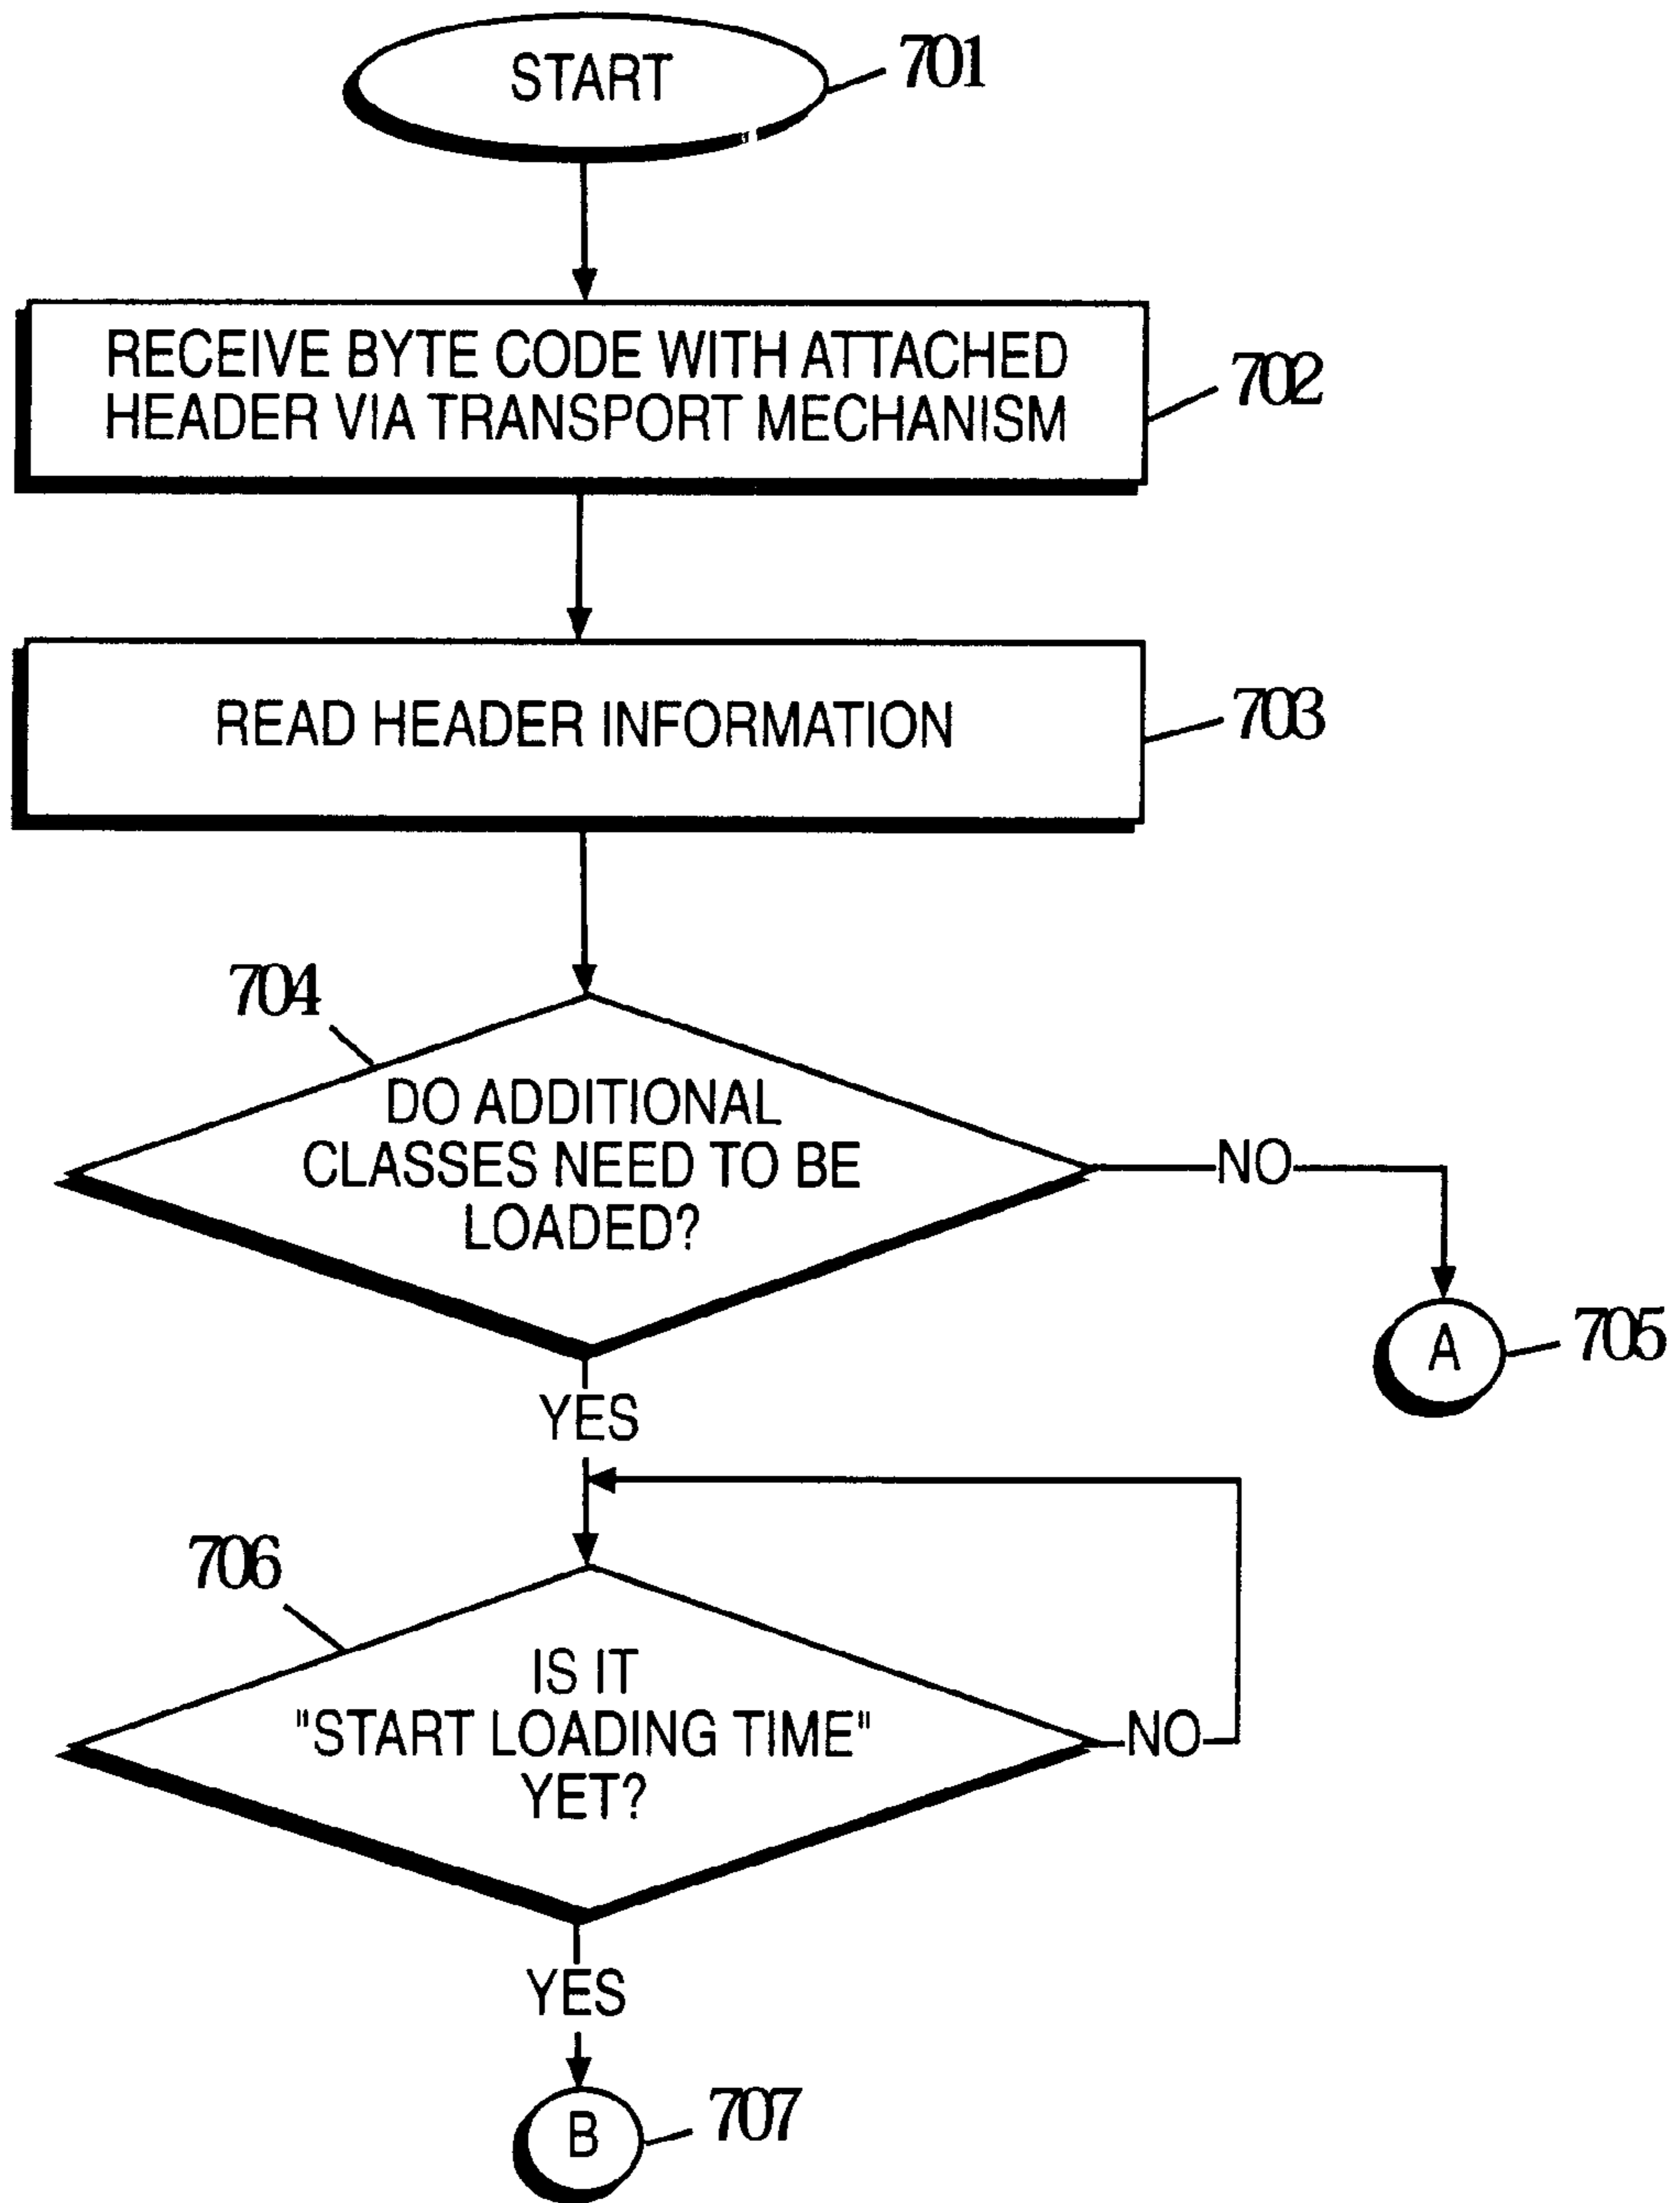 START
701
RECEIVE BYTE CODE WITH ATTACHED
HEADER VIA TRANSPORT MECHANISM
702
READ HEADER INFORMATION
703
704
DO ADDITIONAL
CLASSES NEED TO BE
LOADED?
NO
A
705
YES
706
IS IT
"START LOADING TIME"
YET?
NO
YES
B
707